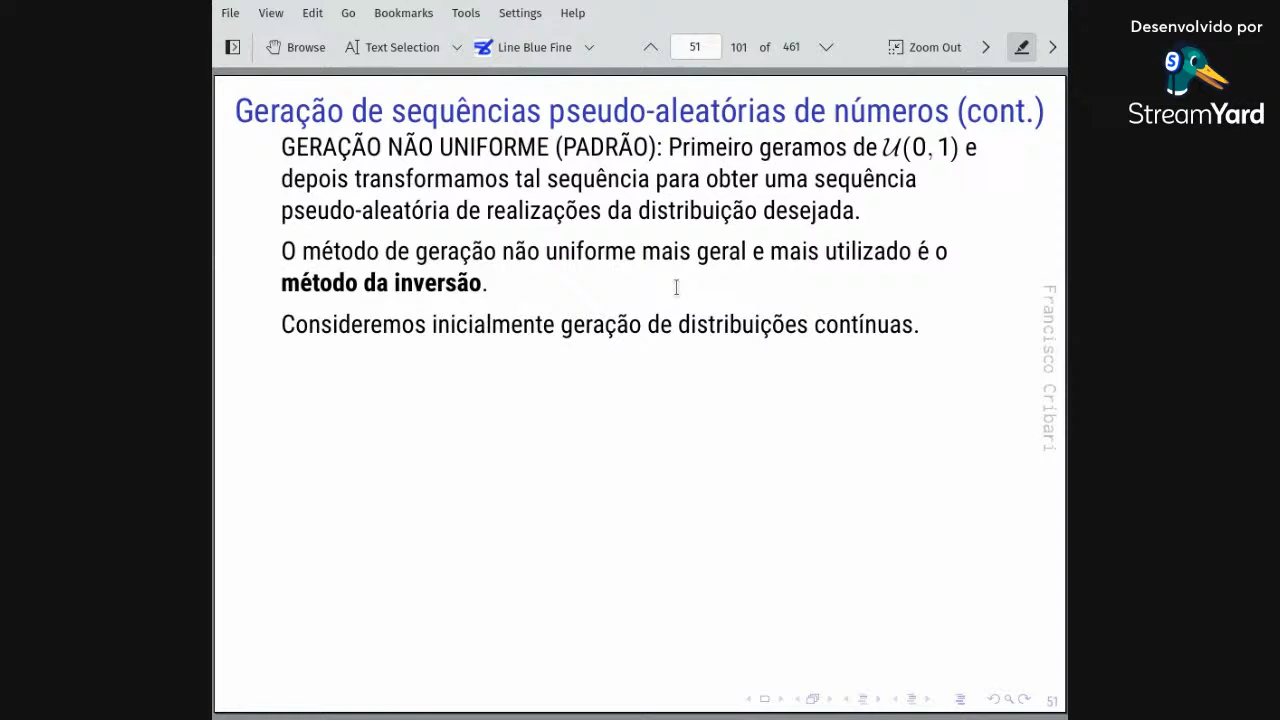 File View Edit Go Bookmarks Tools Settings Help
Browse Text Selection Line Blue Fine 51 101 of 461 Zoom Out
Desenvolvido por
S
StreamYard
Geração de sequências pseudo-aleatórias de números (cont.)
GERAÇÃO NÃO UNIFORME (PADRÃO): Primeiro geramos de 𝒰(0, 1) e
depois transformamos tal sequência para obter uma sequência
pseudo-aleatória de realizações da distribuição desejada.
O método de geração não uniforme mais geral e mais utilizado é o
método da inversão.
Consideremos inicialmente geração de distribuições contínuas.
Francisco Cribari
51